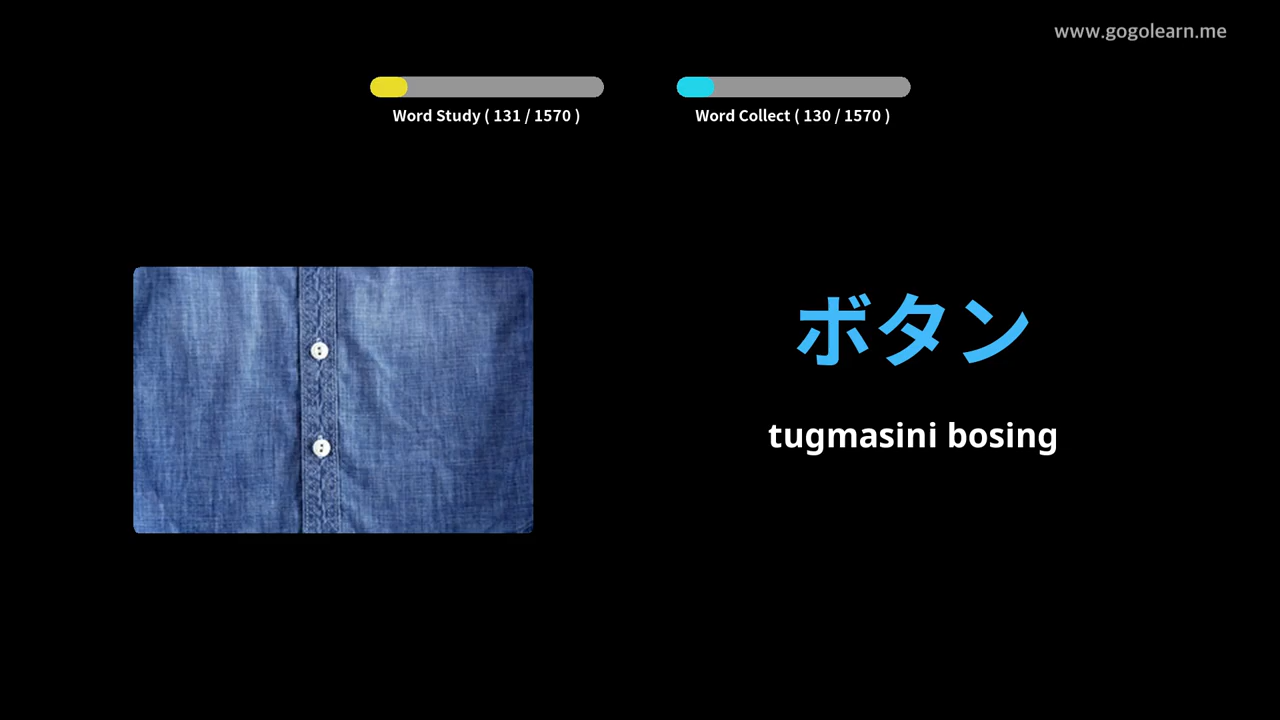 www.gogolearn.me
Word Study ( 131 / 1570 )
Word Collect ( 130 / 1570 )
ボタン
tugmasini bosing